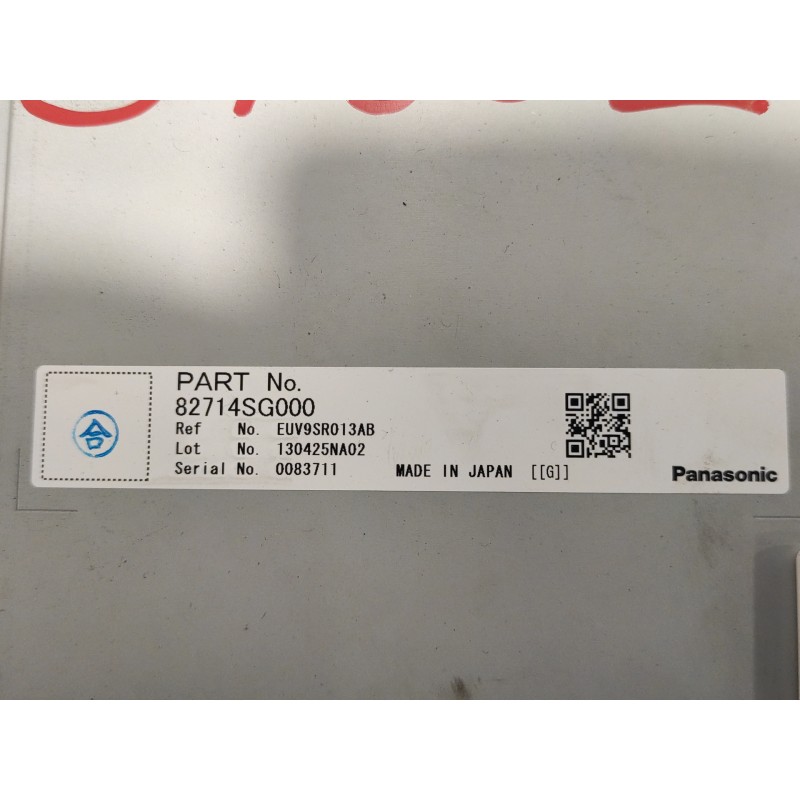 PART No.
82714SG000
Ref No. EUV9SR013AB
Lot No. 130425NA02
Serial No. 0083711 MADE IN JAPAN [[G]]
合
Panasonic